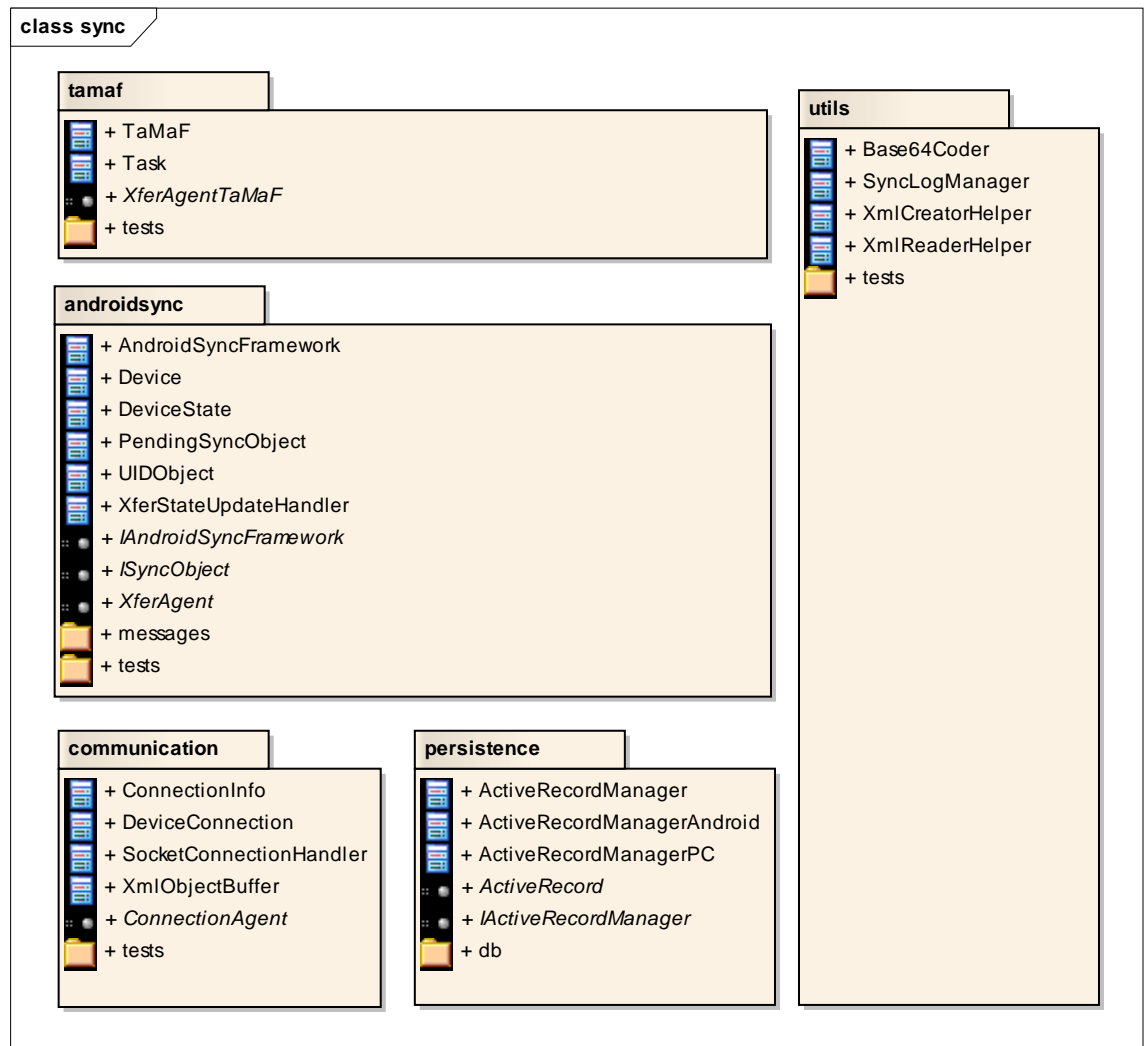 class sync
tamaf
+ TaMaF
+ Task
+ XferAgentTaMaF
+ tests
androidsync
+ AndroidSyncFramework
+ Device
+ DeviceState
+ PendingSyncObject
+ UIDObject
+ XferStateUpdateHandler
+ IAndroidSyncFramework
+ ISyncObject
+ XferAgent
+ messages
+ tests
communication
+ ConnectionInfo
+ DeviceConnection
+ SocketConnectionHandler
+ XmlObjectBuffer
+ ConnectionAgent
+ tests
persistence
+ ActiveRecordManager
+ ActiveRecordManagerAndroid
+ ActiveRecordManagerPC
+ ActiveRecord
+ IActiveRecordManager
+ db
utils
+ Base64Coder
+ SyncLogManager
+ XmlCreatorHelper
+ XmlReaderHelper
+ tests